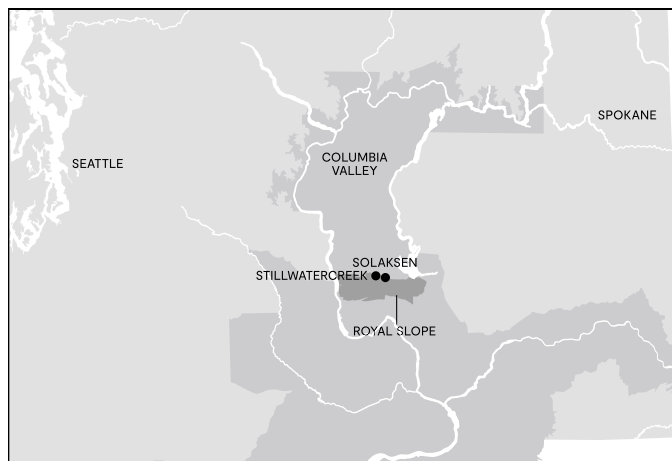 SPOKANE
SEATTLE
COLUMBIA
VALLEY
SOLAKSEN
STILLWATERCREEK
ROYAL SLOPE